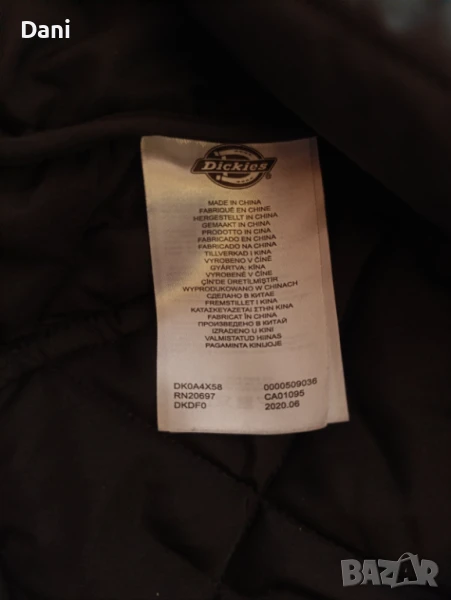 Dani
Dickies
MADE IN CHINA
FABRIQUÉ EN CHINE
HERGESTELLT IN CHINA
GEMAAKT IN CHINA
PRODOTTO IN CINA
FABRICADO EN CHINA
FABRICADO NA CHINA
TILLVERKAD I KINA
VYROBENO V ČÍNĚ
GYÁRTVA: KÍNA
VYROBENÉ V ČÍNE
ÇİN'DE ÜRETİLMİŞTİR
WYPRODUKOWANO W CHINACH
СДЕЛАНО В КИТАЕ
FREMSTILLET I KINA
ΚΑΤΑΣΚΕΥΑΖΕΤΑΙ ΣΤΗΝ ΚΙΝΑ
FABRICAT ÎN CHINA
ПРОИЗВЕДЕНО В КИТАЙ
IZRAĐENO U KINI
VALMISTATUD HIINAS
PAGAMINTA KINIJOJE
DK0A4X58 0000509036
RN20697 CA01095
DKDF0 2020.06
BAZAR